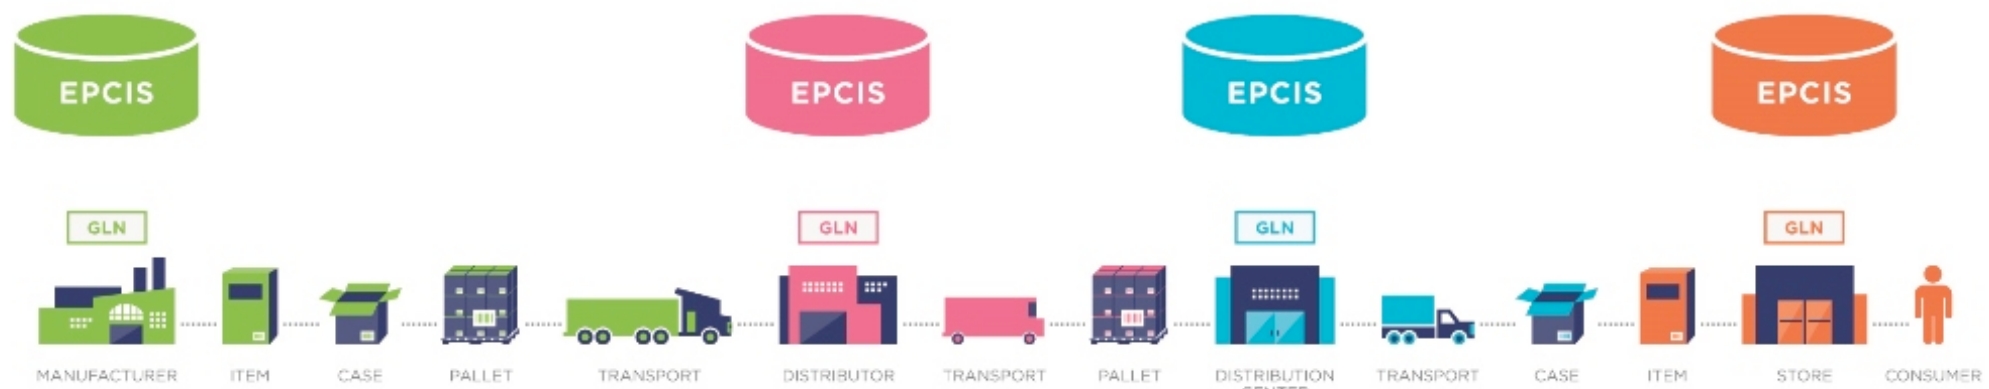 EPCIS EPCIS EPCIS EPCIS
GLN GLN GLN GLN
MANUFACTURER ITEM CASE PALLET TRANSPORT DISTRIBUTOR TRANSPORT PALLET DISTRIBUTION TRANSPORT CASE ITEM STORE CONSUMER